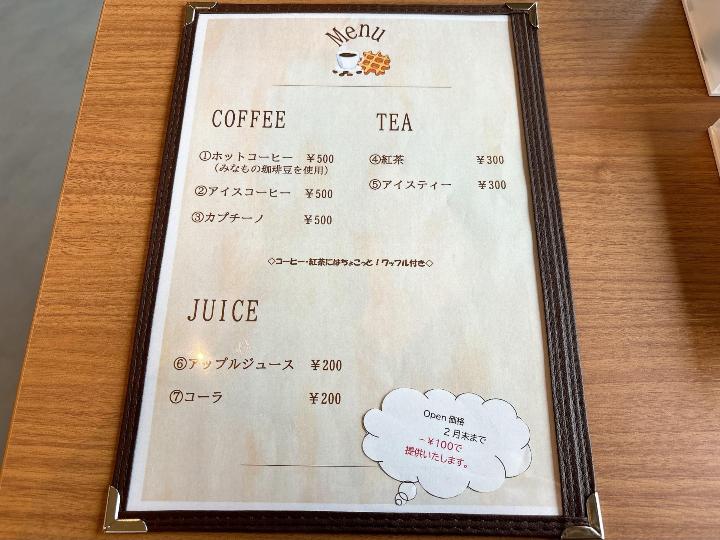 Menu
COFFEE
①ホットコーヒー ￥500
(みなもの珈琲豆を使用)
②アイスコーヒー ￥500
③カプチーノ ￥500
TEA
④紅茶 ￥300
⑤アイスティー ￥300
◇コーヒー・紅茶にはちょこっと！ワッフル付き◇
JUICE
⑥アップルジュース ￥200
⑦コーラ ￥200
Open価格
2月末まで
-￥100で
提供いたします。